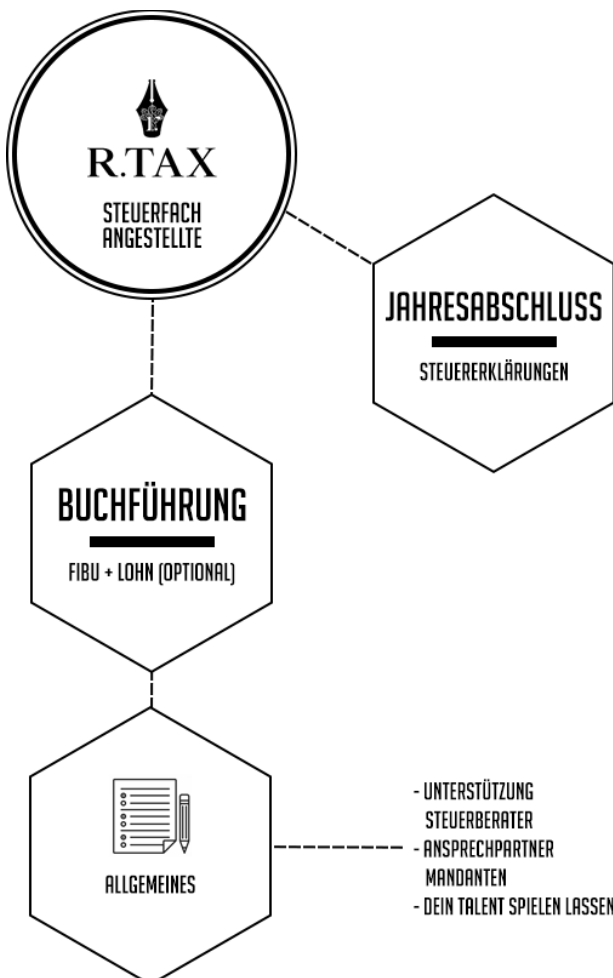 R.TAX
STEUERFACH
ANGESTELLTE
JAHRESABSCHLUSS
STEUERERKLÄRUNGEN
BUCHFÜHRUNG
FIBU + LOHN (OPTIONAL)
ALLGEMEINES
- UNTERSTÜTZUNG
STEUERBERATER
- ANSPRECHPARTNER
MANDANTEN
- DEIN TALENT SPIELEN LASSEN